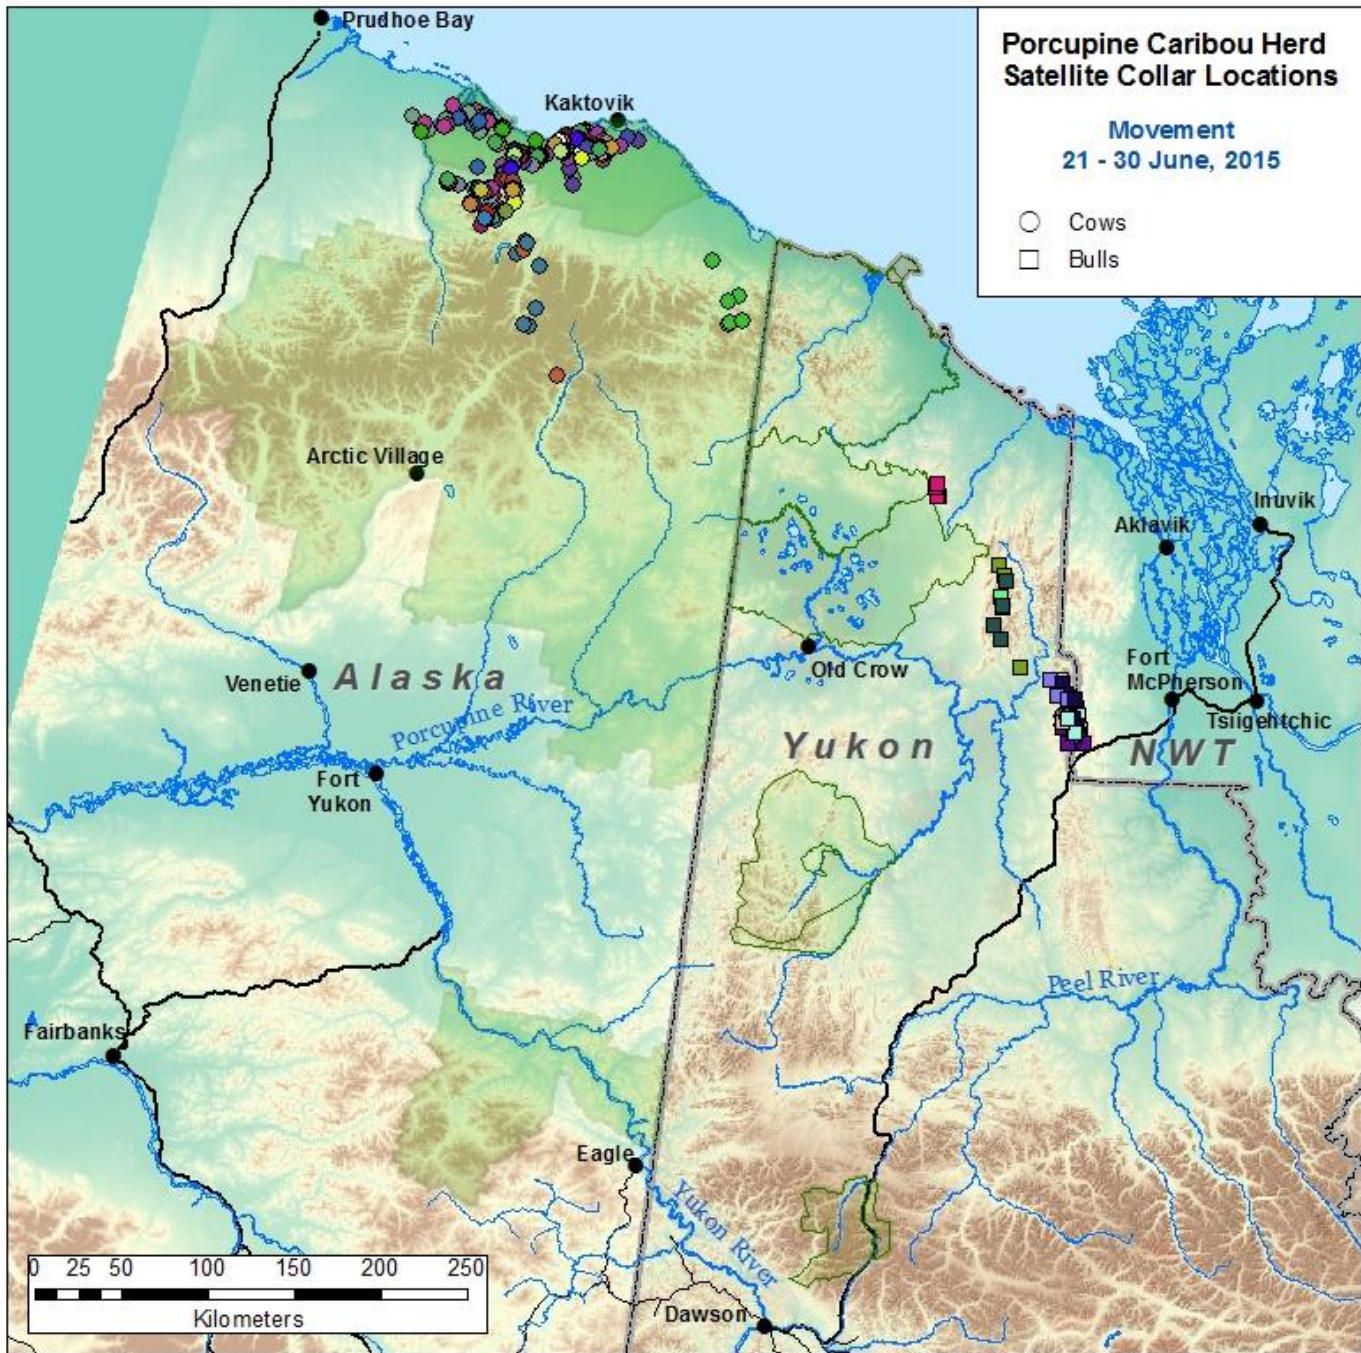 Prudhoe Bay
Porcupine Caribou Herd
Satellite Collar Locations
Movement
21 - 30 June, 2015
Cows
Bulls
Kaktovik
Arctic Village
Inuvik
Aklavik
Venetie
Alaska
Old Crow
Fort
McPherson
Tsiigehtchic
Porcupine River
Yukon
NWT
Fort
Yukon
Peel River
Fairbanks
Eagle
Yukon River
0 25 50 100 150 200 250
Kilometers
Dawson